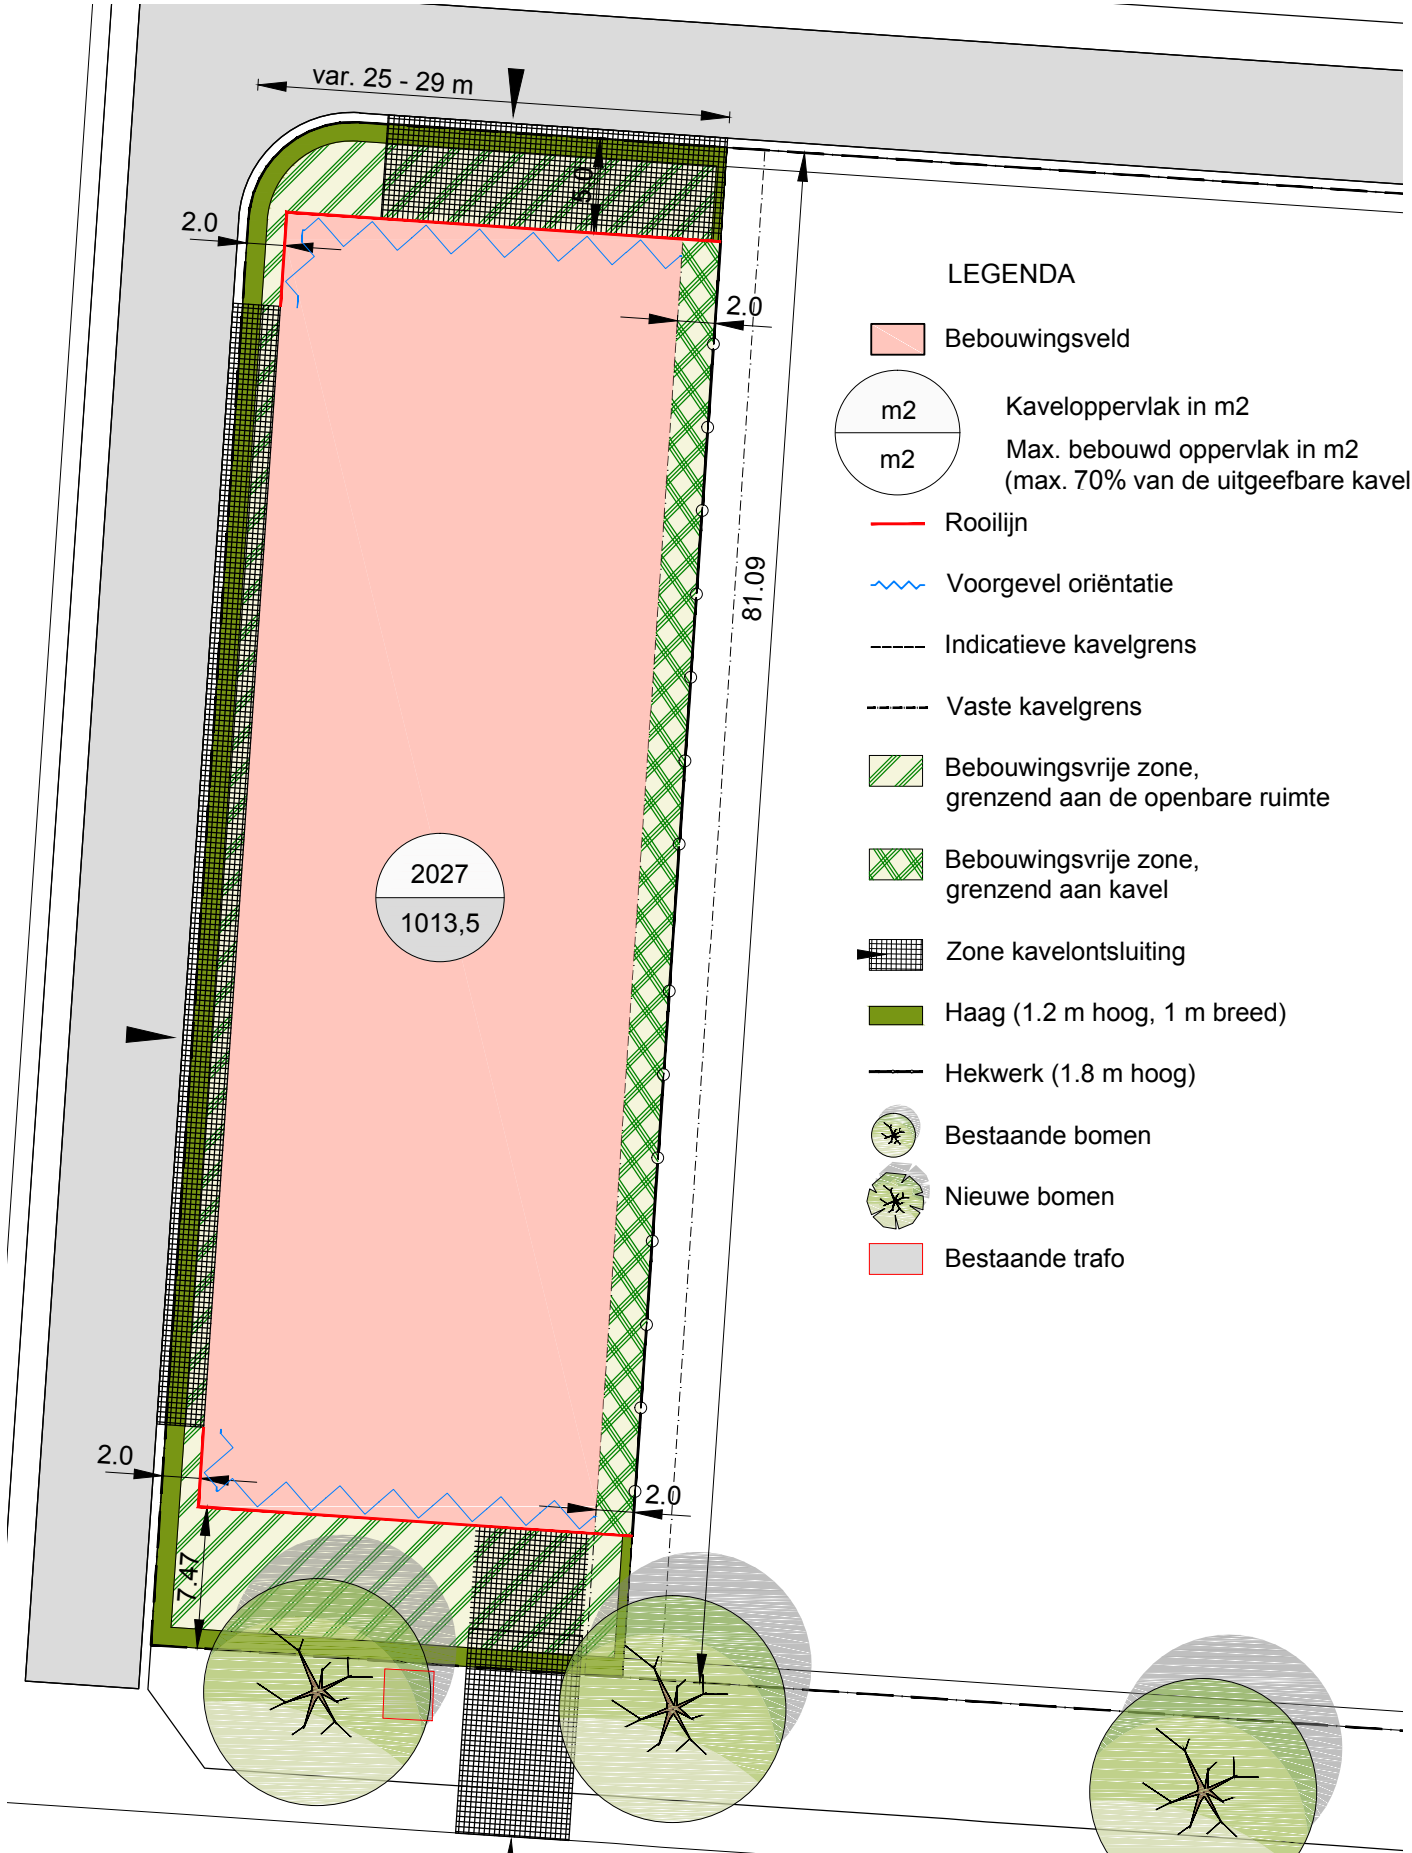 var. 25 - 29 m
5.0
2.0
2.0
81.09
2027
1013,5
2.0
2.0
7.47
LEGENDA
Bebouwingsveld
m2
m2
Kaveloppervlak in m2
Max. bebouwd oppervlak in m2
(max. 70% van de uitgeefbare kavel
Rooilijn
Voorgevel oriëntatie
Indicatieve kavelgrens
Vaste kavelgrens
Bebouwingsvrije zone,
grenzend aan de openbare ruimte
Bebouwingsvrije zone,
grenzend aan kavel
Zone kavelontsluiting
Haag (1.2 m hoog, 1 m breed)
Hekwerk (1.8 m hoog)
Bestaande bomen
Nieuwe bomen
Bestaande trafo